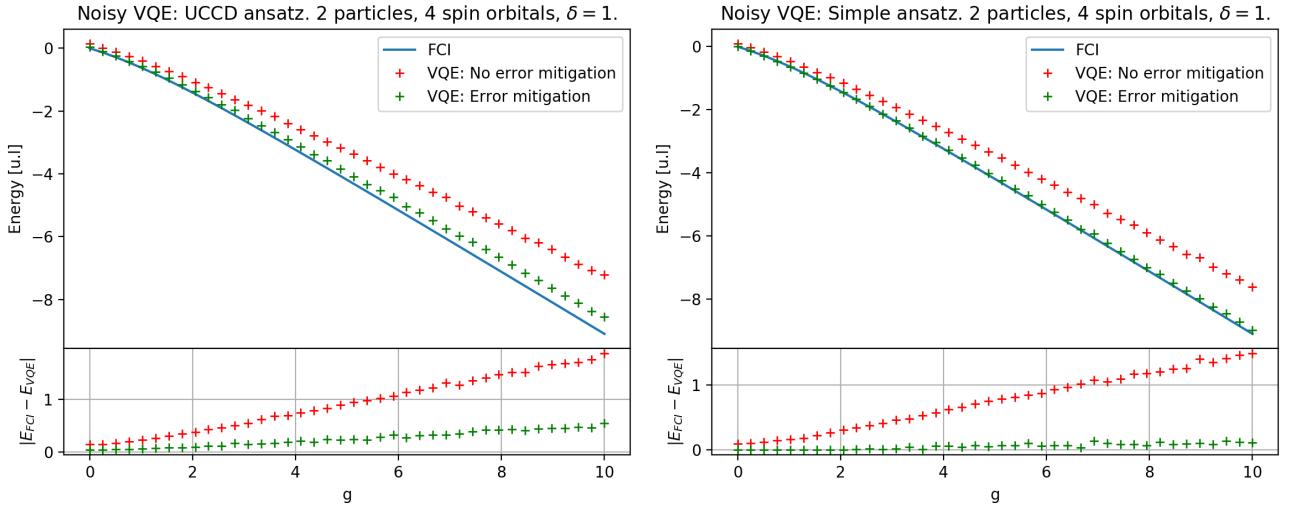 Noisy VQE: UCCD ansatz. 2 particles, 4 spin orbitals, δ = 1.
FCI
VQE: No error mitigation
VQE: Error mitigation
Energy [u.l]
0
−2
−4
−6
−8
|E_FCI − E_VQE|
1
0
0 2 4 6 8 10
g
Noisy VQE: Simple ansatz. 2 particles, 4 spin orbitals, δ = 1.
FCI
VQE: No error mitigation
VQE: Error mitigation
Energy [u.l]
0
−2
−4
−6
−8
|E_FCI − E_VQE|
1
0
0 2 4 6 8 10
g